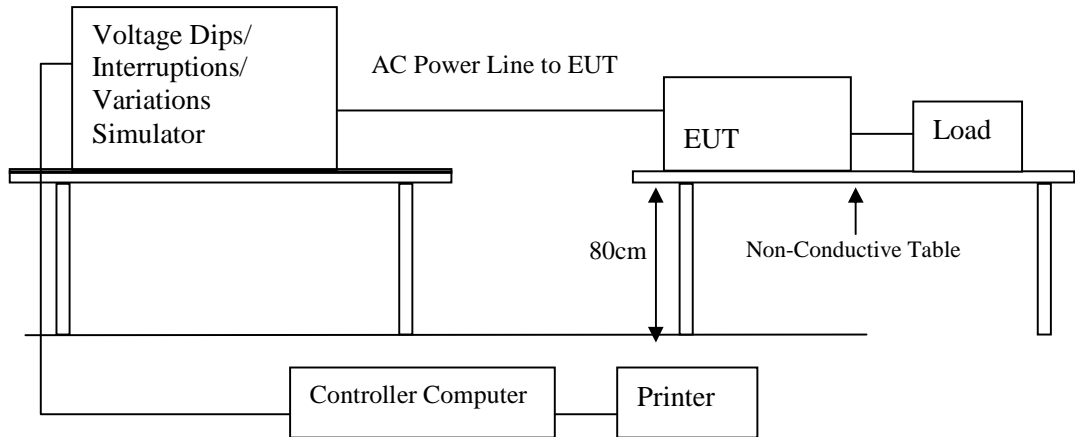 Voltage Dips/
Interruptions/
Variations
Simulator
AC Power Line to EUT
EUT
Load
80cm
Non-Conductive Table
Controller Computer
Printer